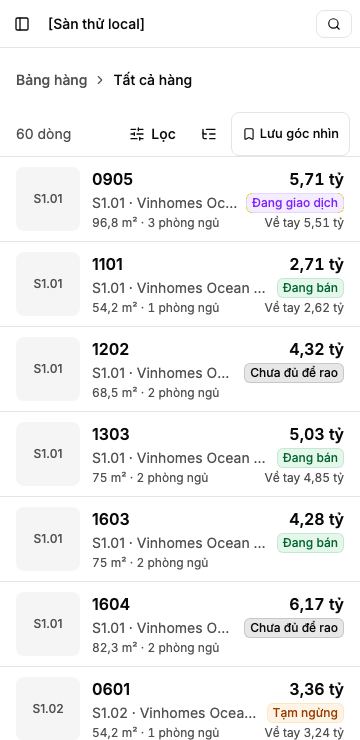 [Sàn thử local]
Bảng hàng > Tất cả hàng
60 dòng Lọc Lưu góc nhìn
S1.01
0905 5,71 tỷ
S1.01 · Vinhomes Oc... Đang giao dịch
96,8 m² · 3 phòng ngủ Về tay 5,51 tỷ
S1.01
1101 2,71 tỷ
S1.01 · Vinhomes Ocean ... Đang bán
54,2 m² · 1 phòng ngủ Về tay 2,62 tỷ
S1.01
1202 4,32 tỷ
S1.01 · Vinhomes O... Chưa đủ để rao
68,5 m² · 2 phòng ngủ
S1.01
1303 5,03 tỷ
S1.01 · Vinhomes Ocean ... Đang bán
75 m² · 2 phòng ngủ Về tay 4,85 tỷ
S1.01
1603 4,28 tỷ
S1.01 · Vinhomes Ocean ... Đang bán
75 m² · 2 phòng ngủ
S1.01
1604 6,17 tỷ
S1.01 · Vinhomes O... Chưa đủ để rao
82,3 m² · 2 phòng ngủ
S1.02
0601 3,36 tỷ
S1.02 · Vinhomes Ocea... Tạm ngừng
54,2 m² · 1 phòng ngủ Về tay 3,24 tỷ